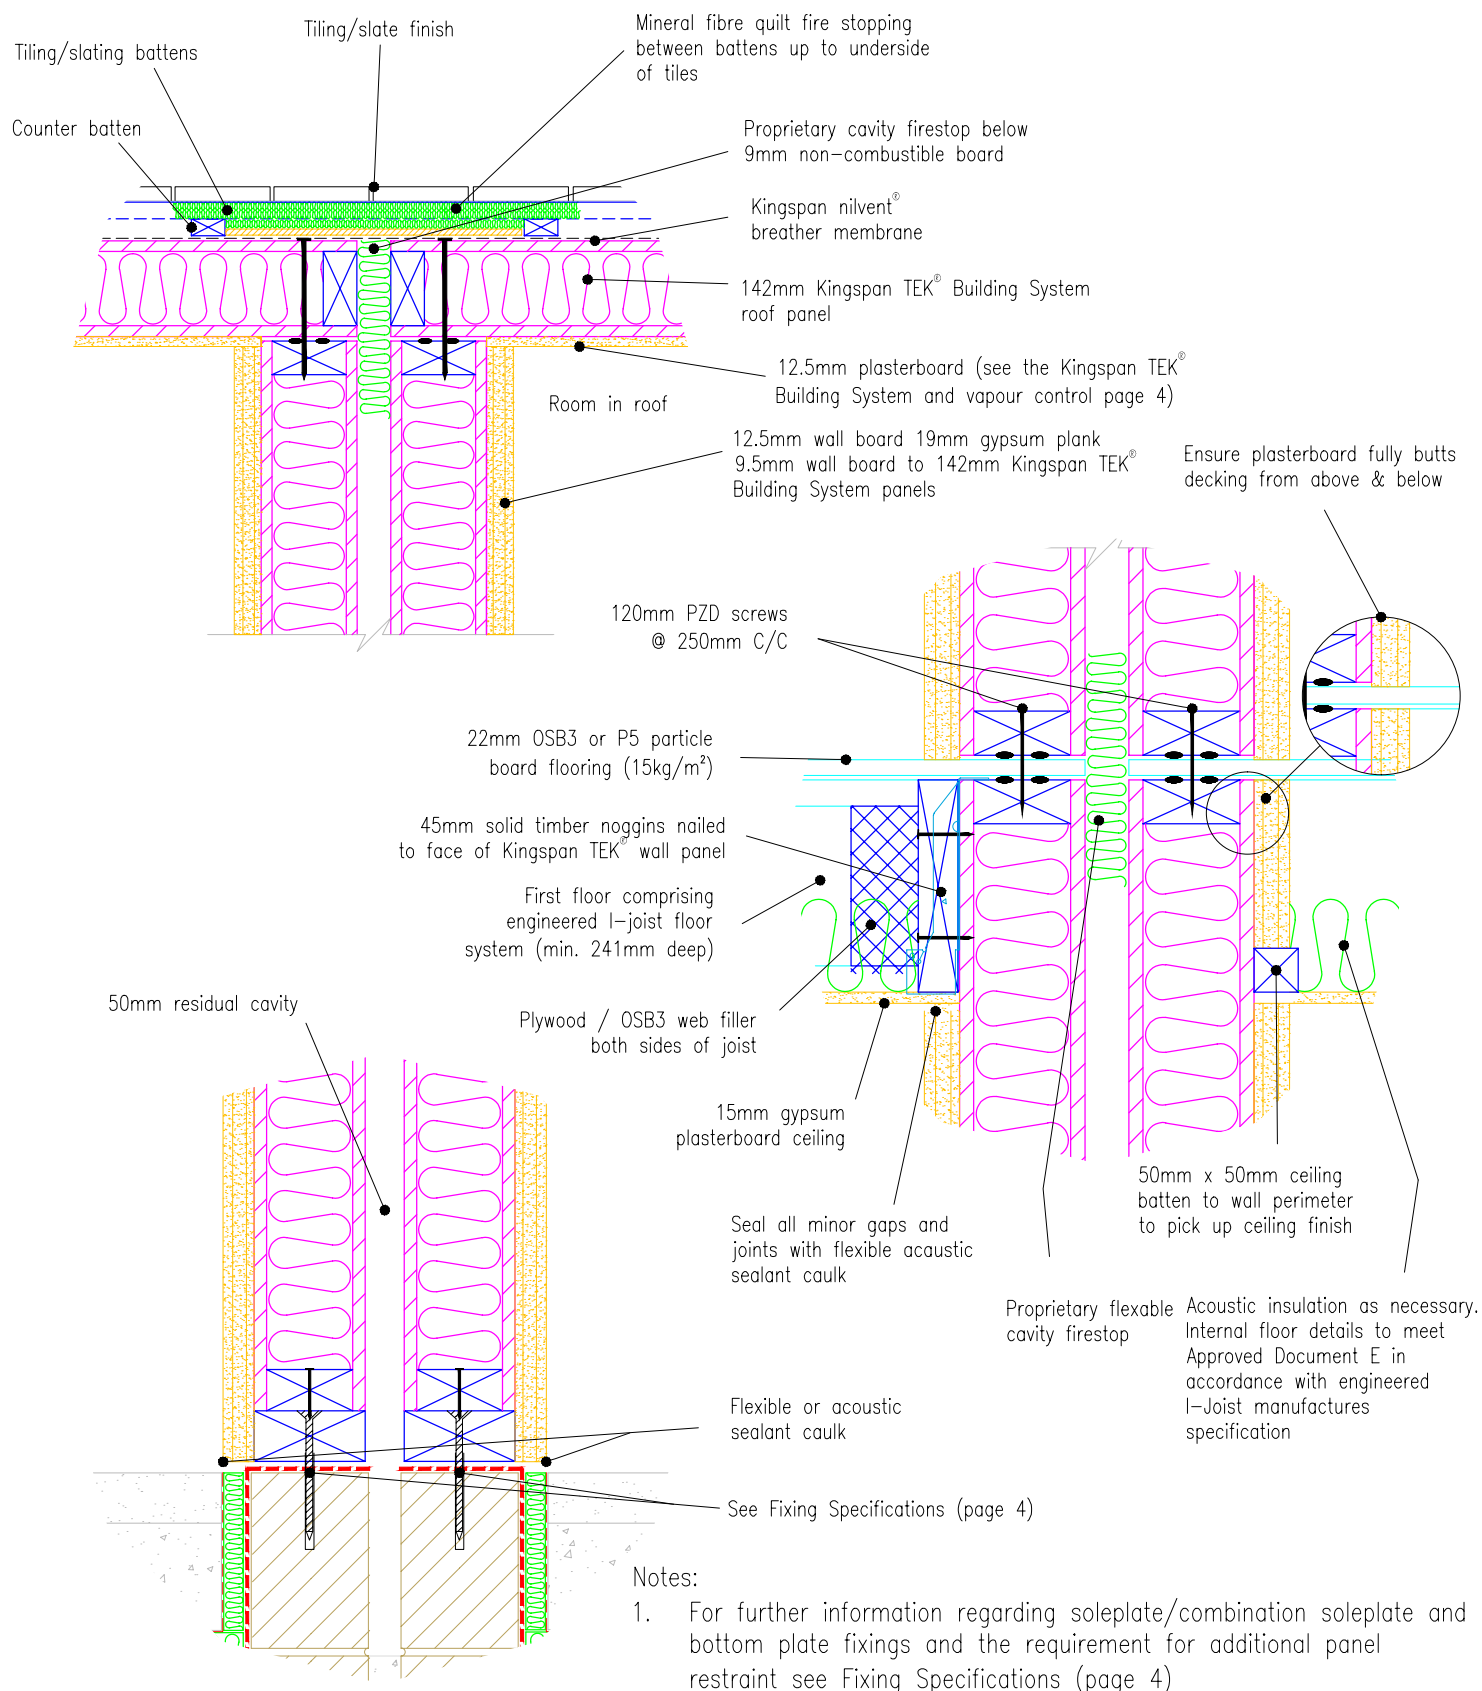 Tiling/slate finish
Mineral fibre quilt fire stopping
between battens up to underside
of tiles
Tiling/slating battens
Counter batten
Proprietary cavity firestop below
9mm non-combustible board
Kingspan nilvent®
breather membrane
142mm Kingspan TEK® Building System
roof panel
12.5mm plasterboard (see the Kingspan TEK®
Building System and vapour control page 4)
Room in roof
12.5mm wall board 19mm gypsum plank
9.5mm wall board to 142mm Kingspan TEK®
Building System panels
Ensure plasterboard fully butts
decking from above & below
120mm PZD screws
@ 250mm C/C
22mm OSB3 or P5 particle
board flooring (15kg/m²)
45mm solid timber noggins nailed
to face of Kingspan TEK® wall panel
First floor comprising
engineered I-joist floor
system (min. 241mm deep)
50mm residual cavity
Plywood / OSB3 web filler
both sides of joist
15mm gypsum
plasterboard ceiling
50mm x 50mm ceiling
batten to wall perimeter
to pick up ceiling finish
Seal all minor gaps and
joints with flexible acaustic
sealant caulk
Proprietary flexable
cavity firestop
Acoustic insulation as necessary.
Internal floor details to meet
Approved Document E in
accordance with engineered
I-Joist manufactures
specification
Flexible or acoustic
sealant caulk
See Fixing Specifications (page 4)
Notes:
1. For further information regarding soleplate/combination soleplate and
bottom plate fixings and the requirement for additional panel
restraint see Fixing Specifications (page 4)